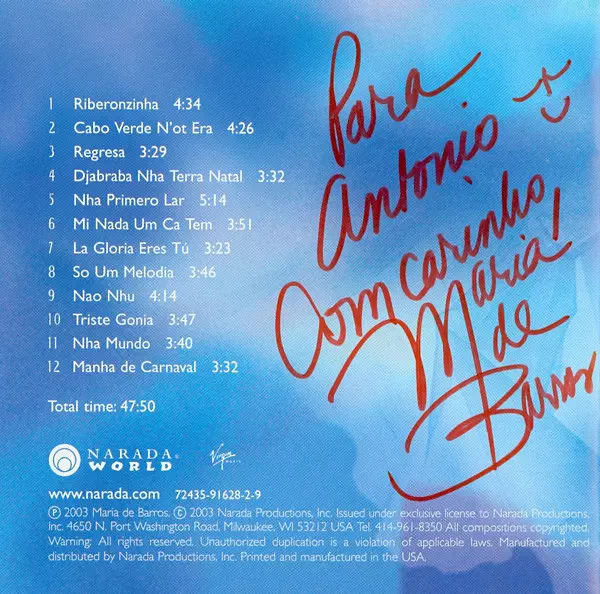 1 Riberonzinha 4:34
2 Cabo Verde N'ot Era 4:26
3 Regresa 3:29
4 Djabraba Nha Terra Natal 3:32
5 Nha Primero Lar 5:14
6 Mi Nada Um Ca Tem 3:51
7 La Gloria Eres Tú 3:23
8 So Um Melodia 3:46
9 Nao Nhu 4:14
10 Triste Gonia 3:47
11 Nha Mundo 3:40
12 Manha de Carnaval 3:32
Total time: 47:50
Para
Antonio
Com carinho!
Maria
de
Barros
NARADA®
WORLD
Virgin
MUSIC
www.narada.com 72435-91628-2-9
Ⓟ 2003 Maria de Barros. © 2003 Narada Productions, Inc. Issued under exclusive license to Narada Productions,
Inc. 4650 N. Port Washington Road, Milwaukee, WI 53212 USA Tel. 414-961-8350 All compositions copyrighted.
Warning: All rights reserved. Unauthorized duplication is a violation of applicable laws. Manufactured and
distributed by Narada Productions, Inc. Printed and manufactured in the USA.